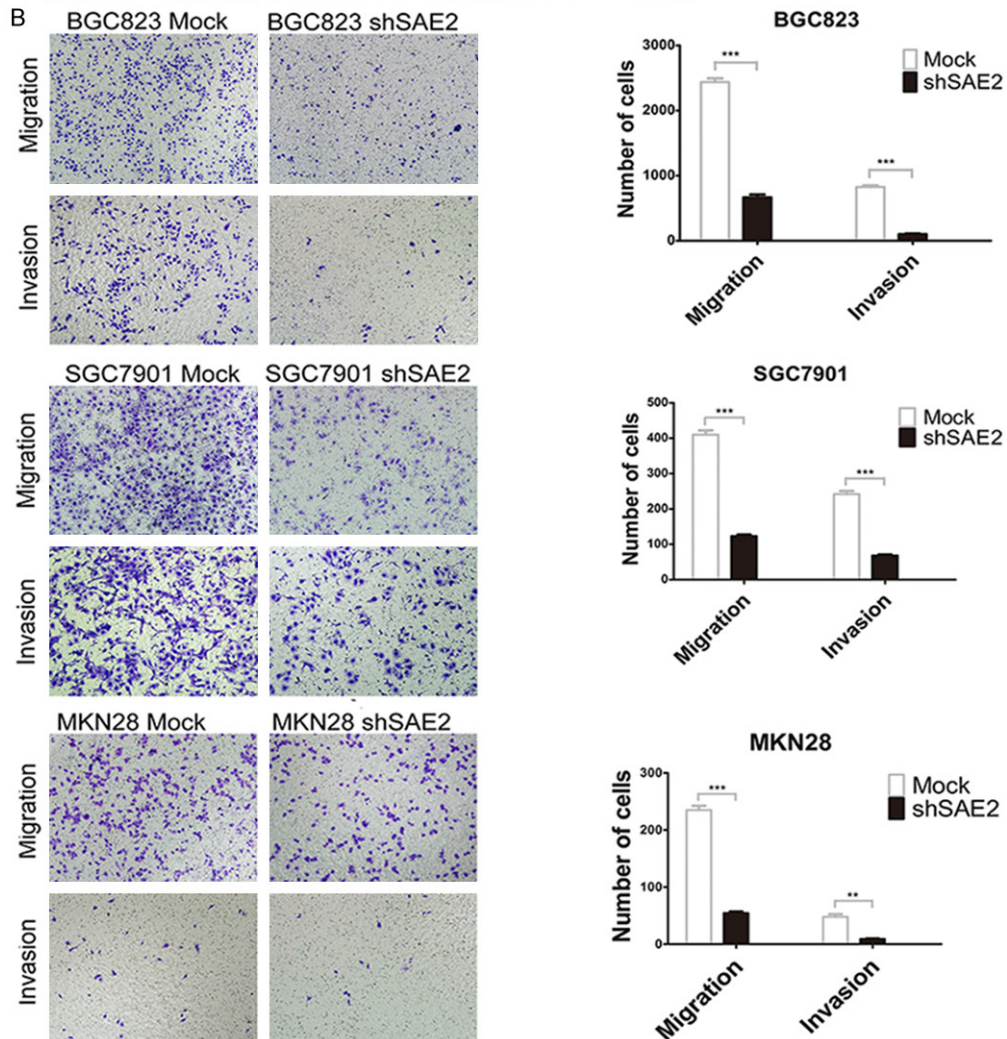 B
BGC823 Mock BGC823 shSAE2
Migration
Invasion
SGC7901 Mock SGC7901 shSAE2
Migration
Invasion
MKN28 Mock MKN28 shSAE2
Migration
Invasion
BGC823
Number of cells
3000
2000
1000
0
***
***
Mock
shSAE2
Migration
Invasion
SGC7901
Number of cells
500
400
300
200
100
0
***
***
Mock
shSAE2
Migration
Invasion
MKN28
Number of cells
300
200
100
0
***
**
Mock
shSAE2
Migration
Invasion